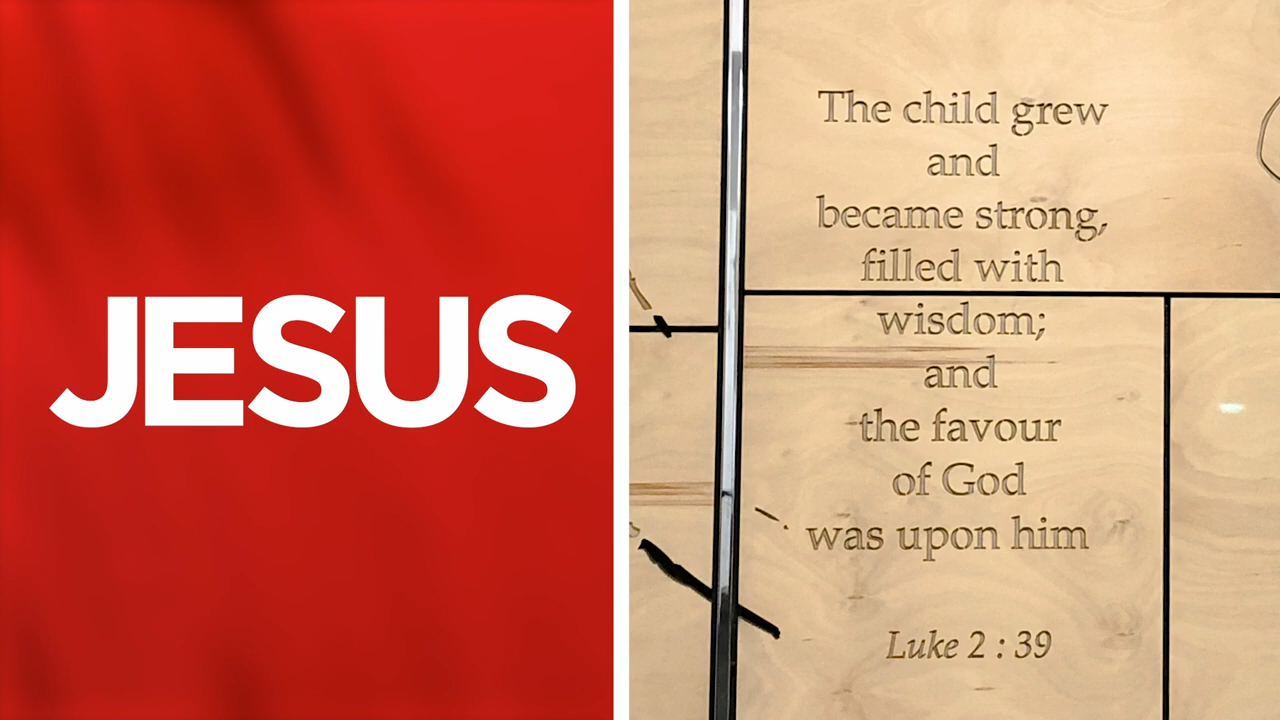 JESUS
The child grew
and
became strong,
filled with
wisdom;
and
the favour
of God
was upon him
Luke 2 : 39